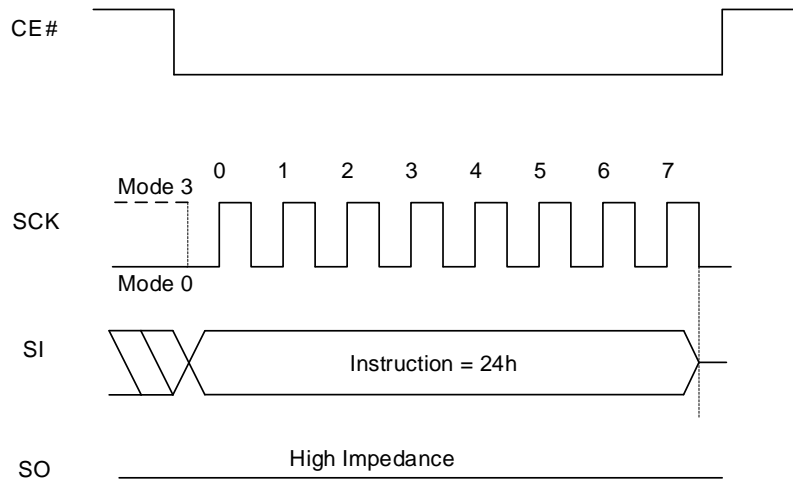 CE#
0 1 2 3 4 5 6 7
Mode 3
SCK
Mode 0
SI
Instruction = 24h
High Impedance
SO